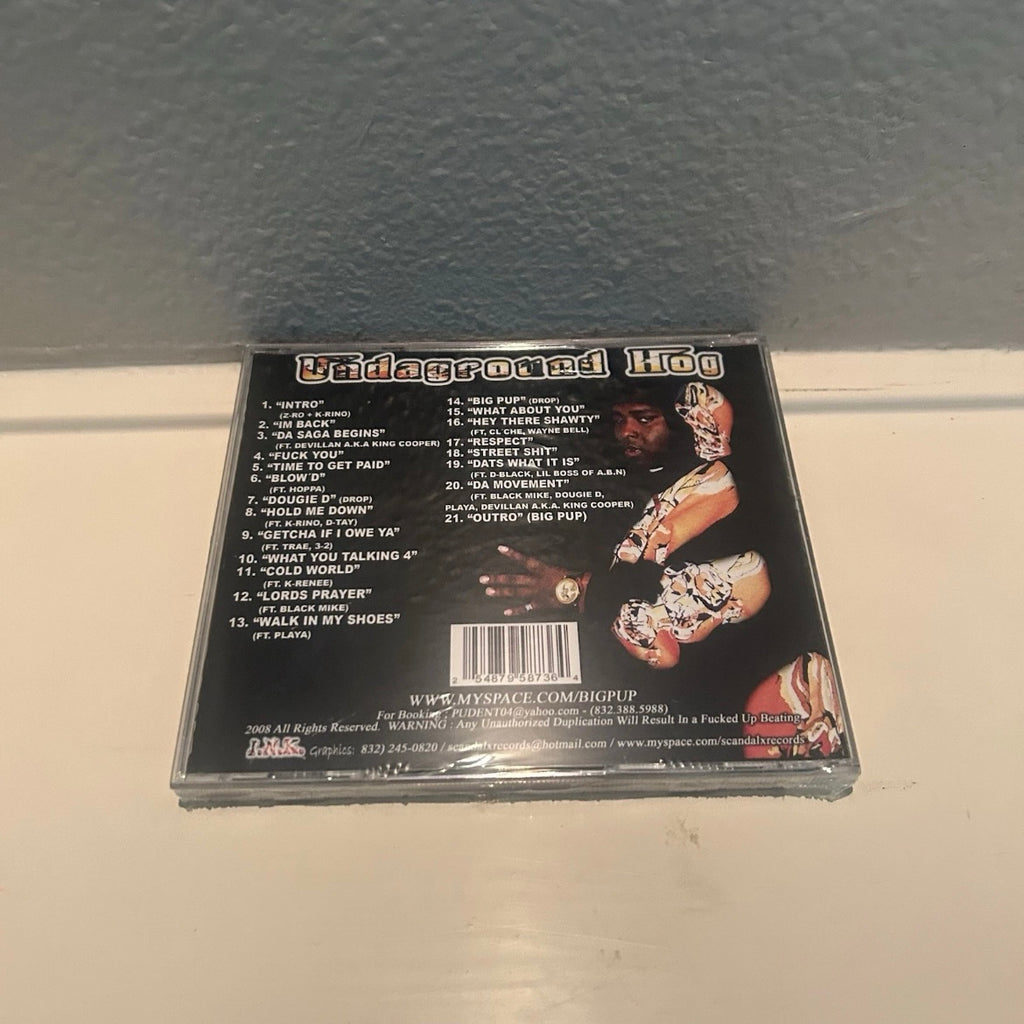 Undaground Hog
1. "INTRO"
(Z-RO + K-RINO)
2. "IM BACK"
3. "DA SAGA BEGINS"
(FT. DEVILLAN A.K.A KING COOPER)
4. "FUCK YOU"
5. "TIME TO GET PAID"
6. "BLOW'D"
(FT. HOPPA)
7. "DOUGIE D" (DROP)
8. "HOLD ME DOWN"
(FT. K-RINO, D-TAY)
9. "GETCHA IF I OWE YA"
(FT. TRAE, 3-2)
10. "WHAT YOU TALKING 4"
11. "COLD WORLD"
(FT. K-RENEE)
12. "LORDS PRAYER"
(FT. BLACK MIKE)
13. "WALK IN MY SHOES"
(FT. PLAYA)
14. "BIG PUP" (DROP)
15. "WHAT ABOUT YOU"
16. "HEY THERE SHAWTY"
(FT, CL'CHE, WAYNE BELL)
17. "RESPECT"
18. "STREET SHIT"
19. "DATS WHAT IT IS"
(FT. D-BLACK, LIL BOSS OF A.B.N)
20. "DA MOVEMENT"
(FT. BLACK MIKE, DOUGIE D,
PLAYA, DEVILLAN A.K.A. KING COOPER)
21. "OUTRO" (BIG PUP)
2 54879 58736 4
WWW.MYSPACE.COM/BIGPUP
For Booking : PUDENT04@yahoo.com - (832.388.5988)
2008 All Rights Reserved. WARNING : Any Unauthorized Duplication Will Result In a Fucked Up Beating
I.N.K. Graphics: 832) 245-0820 / scandalxrecords@hotmail.com / www.myspace.com/scandalxrecords